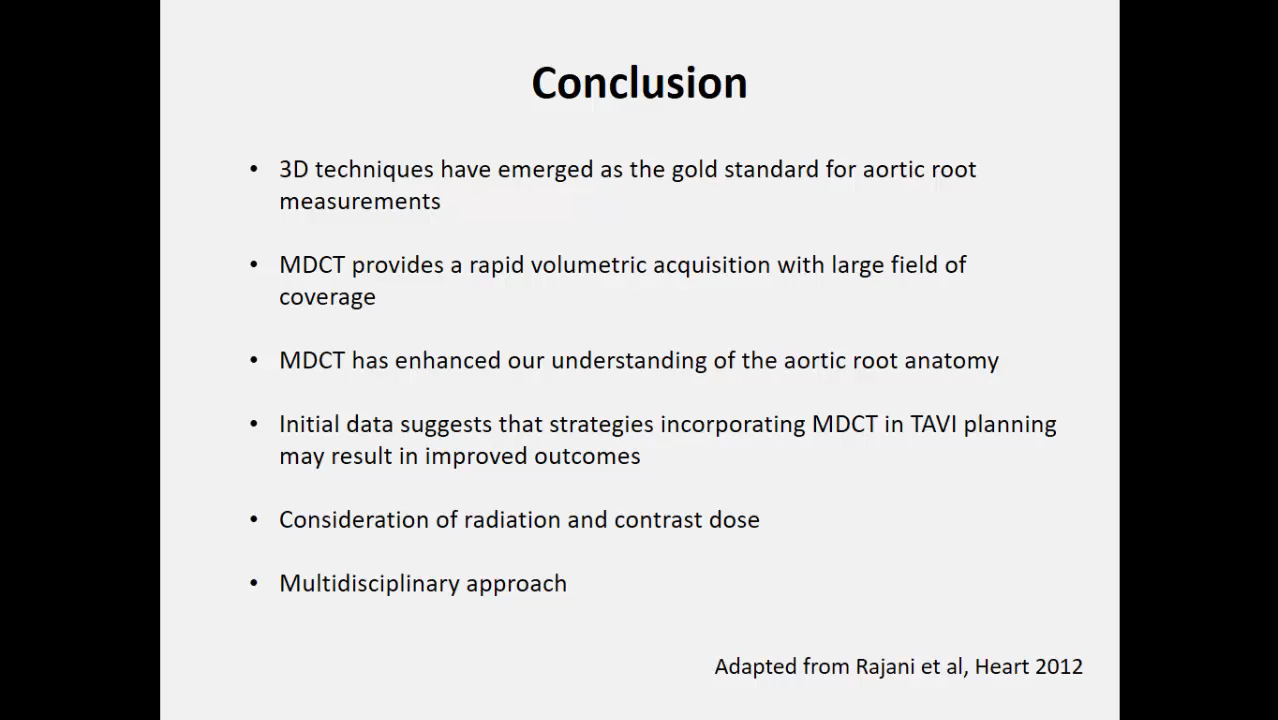 Conclusion
• 3D techniques have emerged as the gold standard for aortic root
measurements
• MDCT provides a rapid volumetric acquisition with large field of
coverage
• MDCT has enhanced our understanding of the aortic root anatomy
• Initial data suggests that strategies incorporating MDCT in TAVI planning
may result in improved outcomes
• Consideration of radiation and contrast dose
• Multidisciplinary approach
Adapted from Rajani et al, Heart 2012